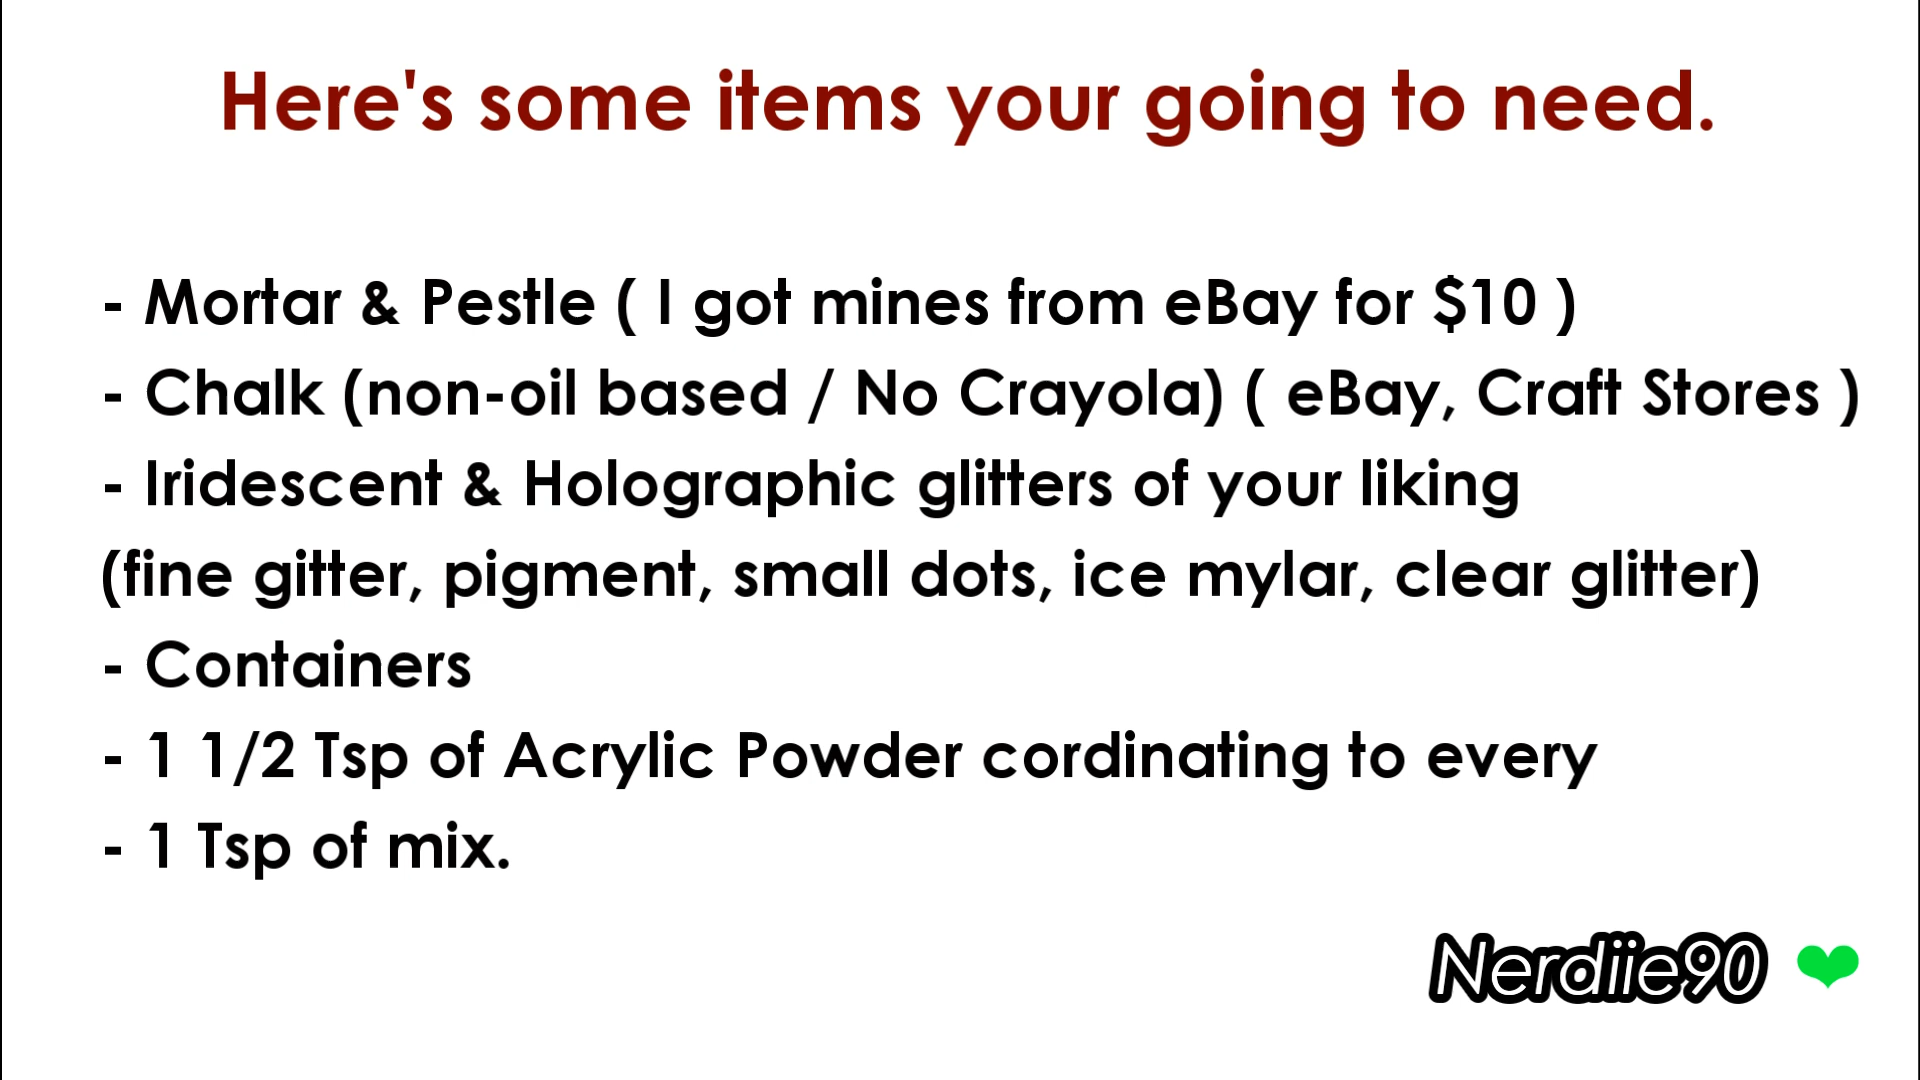 Here's some items your going to need.
- Mortar & Pestle ( I got mines from eBay for $10 )
- Chalk (non-oil based / No Crayola) ( eBay, Craft Stores )
- Iridescent & Holographic glitters of your liking
(fine gitter, pigment, small dots, ice mylar, clear glitter)
- Containers
- 1 1/2 Tsp of Acrylic Powder cordinating to every
- 1 Tsp of mix.
Nerdiie90 ❤